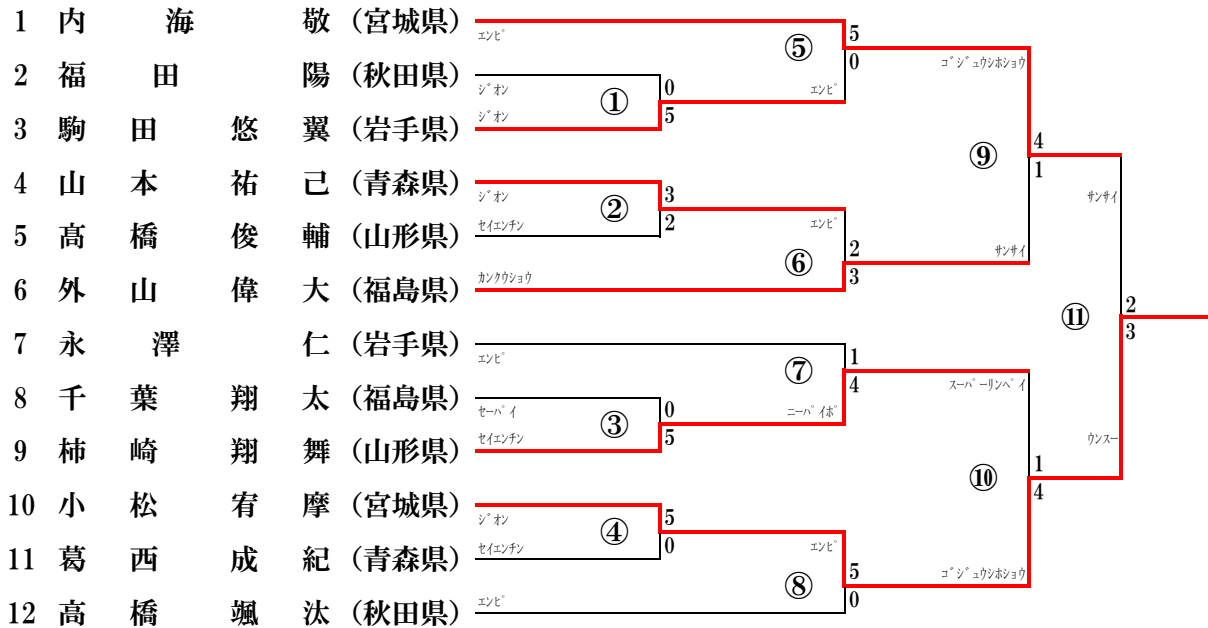 1 内海敬（宮城県）
エンピ
⑤
5
0
ゴジュウシホショウ
2 福田陽（秋田県）
ジオン
①
0
5
エンピ
3 駒田悠翼（岩手県）
ジオン
⑨
4
1
サンサイ
4 山本祐己（青森県）
ジオン
②
3
2
エンピ
5 髙橋俊輔（山形県）
セイエンチン
⑥
2
3
サンサイ
6 外山偉大（福島県）
カンクウショウ
⑪
2
3
7 永澤仁（岩手県）
エンピ
⑦
1
4
スーパーリンペイ
8 千葉翔太（福島県）
セーパイ
③
0
5
ニーパイポ
9 柿崎翔舞（山形県）
セイエンチン
ウンスー
⑩
1
4
10 小松宥摩（宮城県）
ジオン
④
5
0
エンピ
11 葛西成紀（青森県）
セイエンチン
⑧
5
0
ゴジュウシホショウ
12 高橋颯汰（秋田県）
エンピ